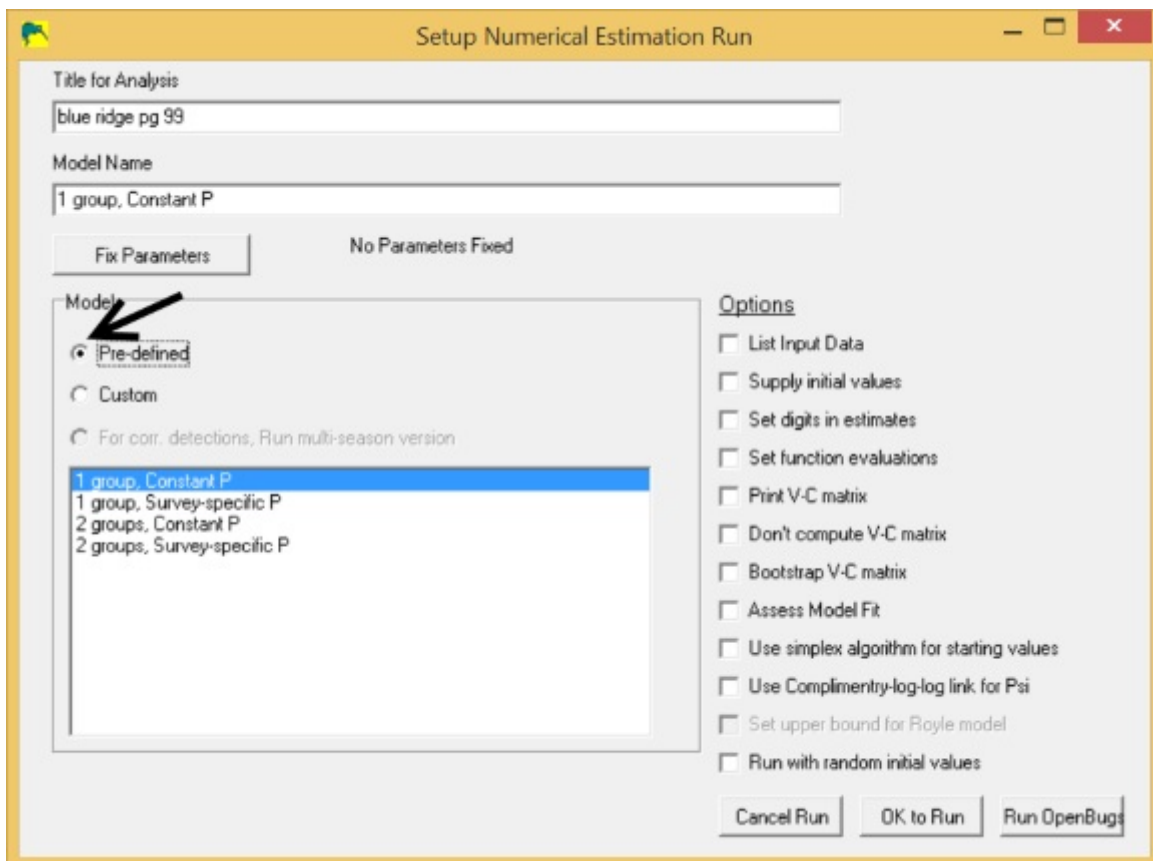 Setup Numerical Estimation Run
Title for Analysis
blue ridge pg 99
Model Name
1 group, Constant P
Fix Parameters
No Parameters Fixed
Model
Pre-defined
Custom
For corr. detections, Run multi-season version
1 group, Constant P
1 group, Survey-specific P
2 groups, Constant P
2 groups, Survey-specific P
Options
List Input Data
Supply initial values
Set digits in estimates
Set function evaluations
Print V-C matrix
Don't compute V-C matrix
Bootstrap V-C matrix
Assess Model Fit
Use simplex algorithm for starting values
Use Complimentry-log-log link for Psi
Set upper bound for Royle model
Run with random initial values
Cancel Run
OK to Run
Run OpenBugs